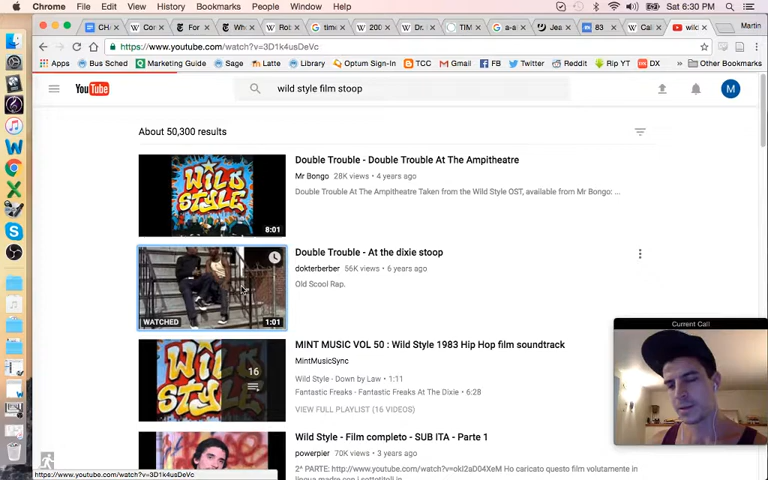 Chrome File Edit View History Bookmarks People Window Help Sat 6:30 PM
Martin
https://www.youtube.com/watch?v=3D1k4usDeVc
Apps Bus Sched Marketing Guide Sage Latte Library Optum Sign-In TCC Gmail FB Twitter Reddit Rip YT DX Other Bookmarks
YouTube
wild style film stoop
M
About 50,300 results
WILD STYLE
8:01
Double Trouble - Double Trouble At The Ampitheatre
Mr Bongo 28K views • 4 years ago
Double Trouble At The Ampitheatre Taken from the Wild Style OST, available from Mr Bongo: ...
WATCHED
1:01
Double Trouble - At the dixie stoop
dokterberber 56K views • 6 years ago
Old Scool Rap.
WILD STYLE
16
MINT MUSIC VOL 50 : Wild Style 1983 Hip Hop film soundtrack
MintMusicSync
Wild Style - Down by Law • 1:11
Fantastic Freaks - Fantastic Freaks At The Dixie • 6:28
VIEW FULL PLAYLIST (16 VIDEOS)
Wild Style - Film completo - SUB ITA - Parte 1
powerpier 70K views • 3 years ago
Current Call
https://www.youtube.com/watch?v=3D1k4usDeVc